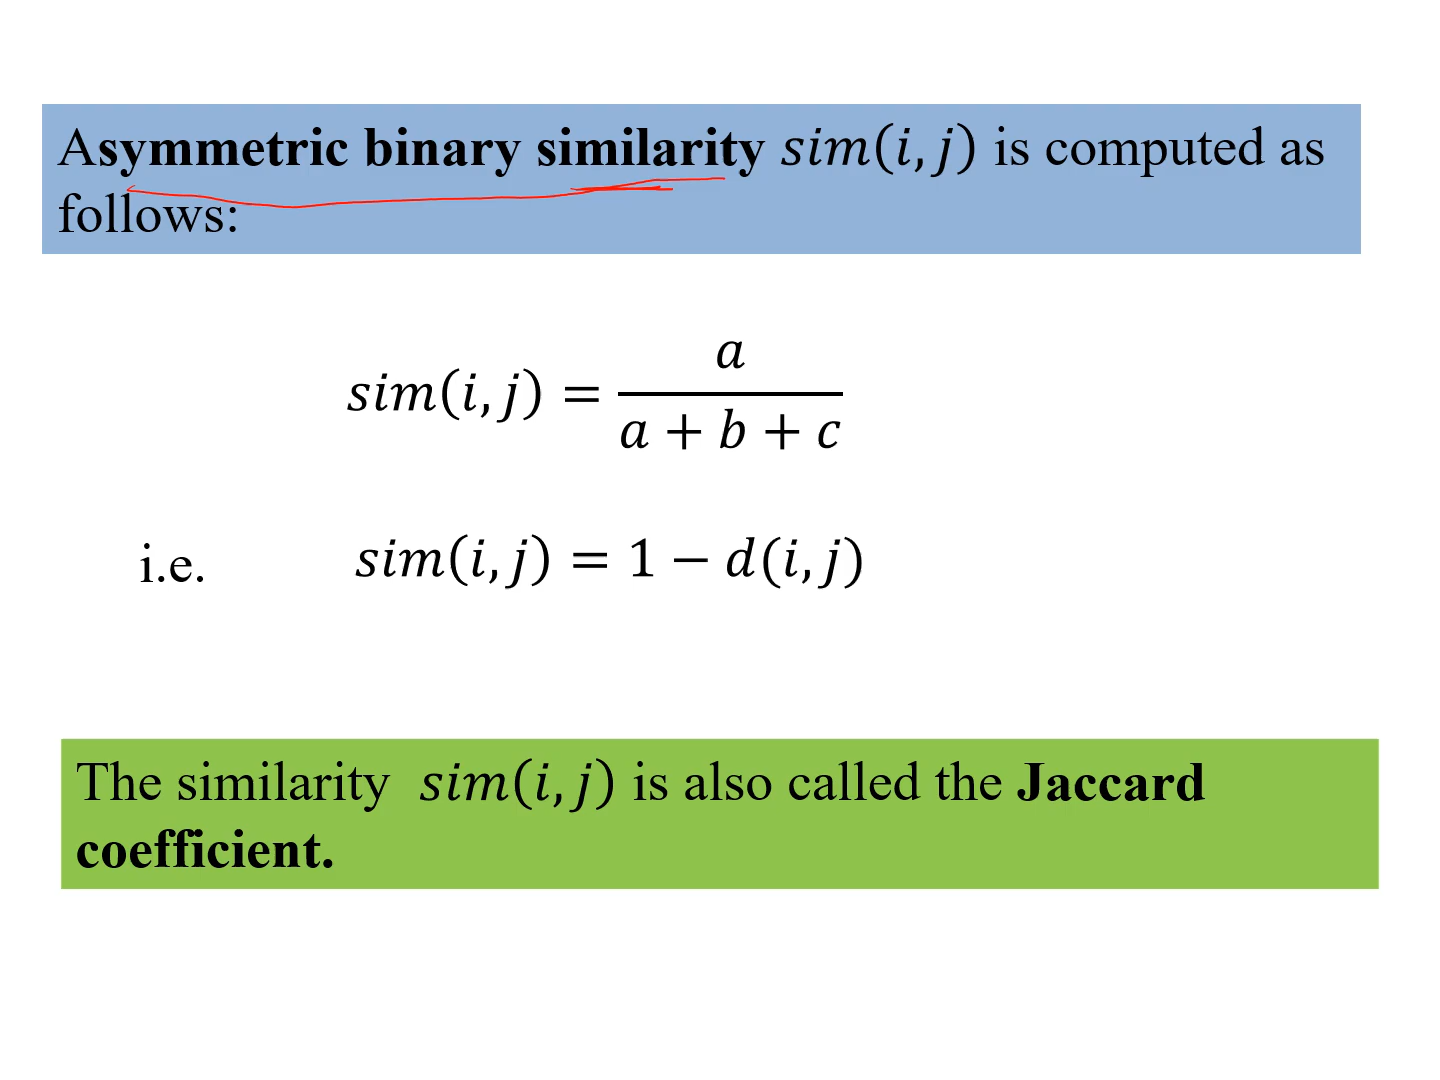 Asymmetric binary similarity sim(i, j) is computed as
follows:
sim(i, j) = a / (a + b + c)
i.e. sim(i, j) = 1 − d(i, j)
The similarity sim(i, j) is also called the Jaccard
coefficient.